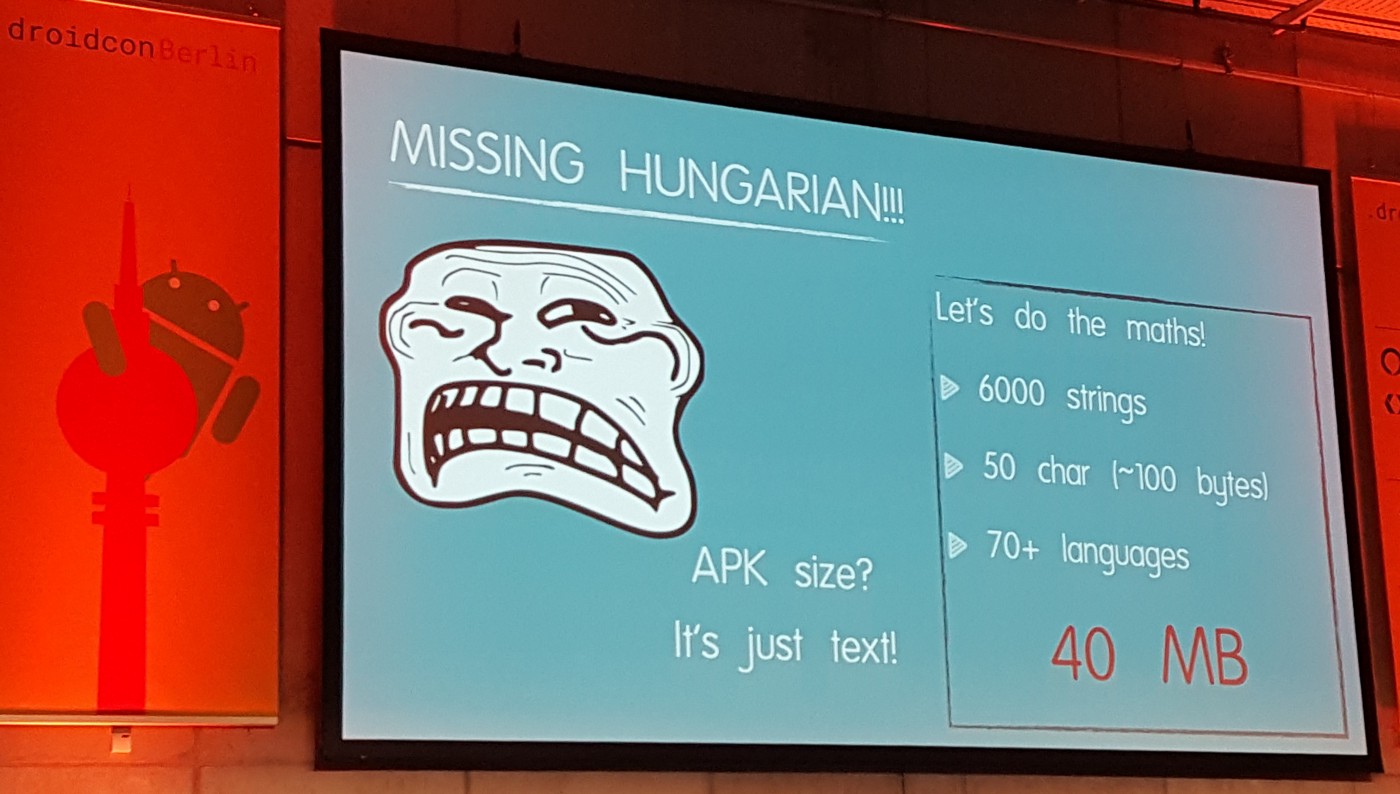 droidconBerlin
MISSING HUNGARIAN!!!
APK size?
It's just text!
Let's do the maths!
6000 strings
50 char (~100 bytes)
70+ languages
40 MB
.dr